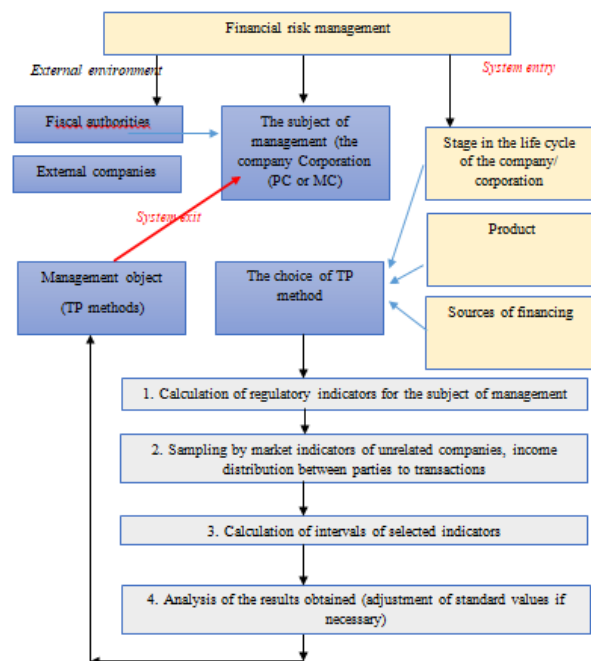 Financial risk management
External environment
System entry
Fiscal authorities
The subject of
management (the
company Corporation
(PC or MC)
Stage in the life cycle
of the company/
corporation
External companies
System exit
Product
Management object
(TP methods)
The choice of TP
method
Sources of financing
1. Calculation of regulatory indicators for the subject of management
2. Sampling by market indicators of unrelated companies, income
distribution between parties to transactions
3. Calculation of intervals of selected indicators
4. Analysis of the results obtained (adjustment of standard values if
necessary)